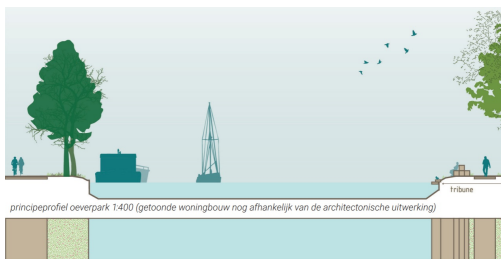 tribune
principeprofiel oeverpark 1:400 (getoonde woningbouw nog afhankelijk van de architectonische uitwerking)